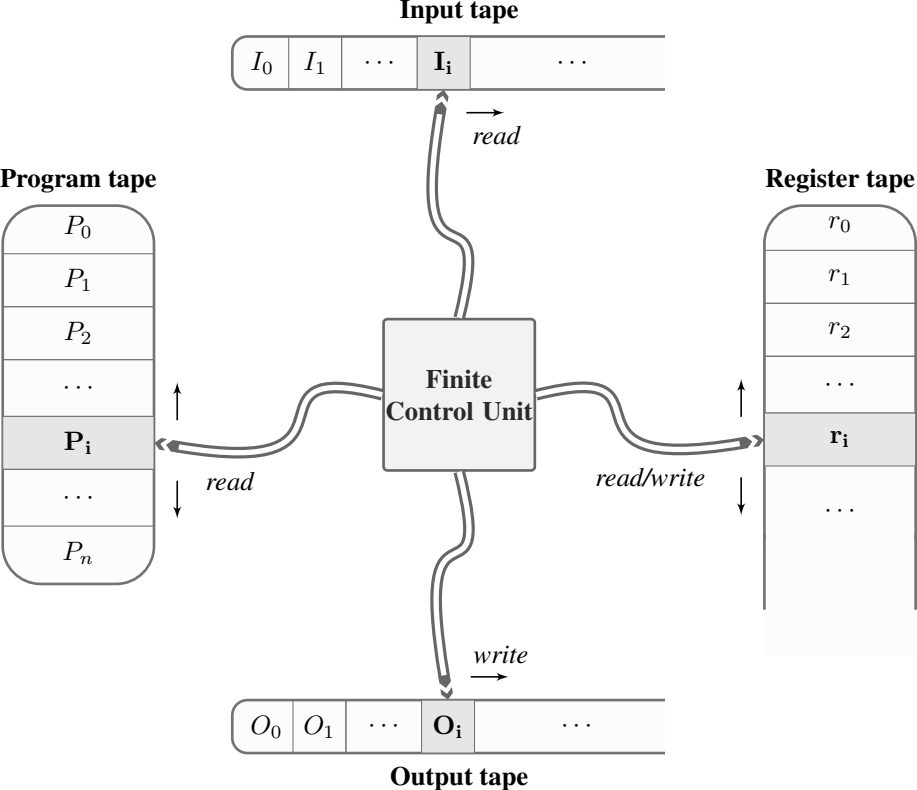 Input tape
I₀ I₁ ··· Iᵢ ···
read
Program tape
P₀
P₁
P₂
···
Pᵢ
···
Pₙ
read
Finite
Control Unit
Register tape
r₀
r₁
r₂
···
rᵢ
···
read/write
write
O₀ O₁ ··· Oᵢ ···
Output tape